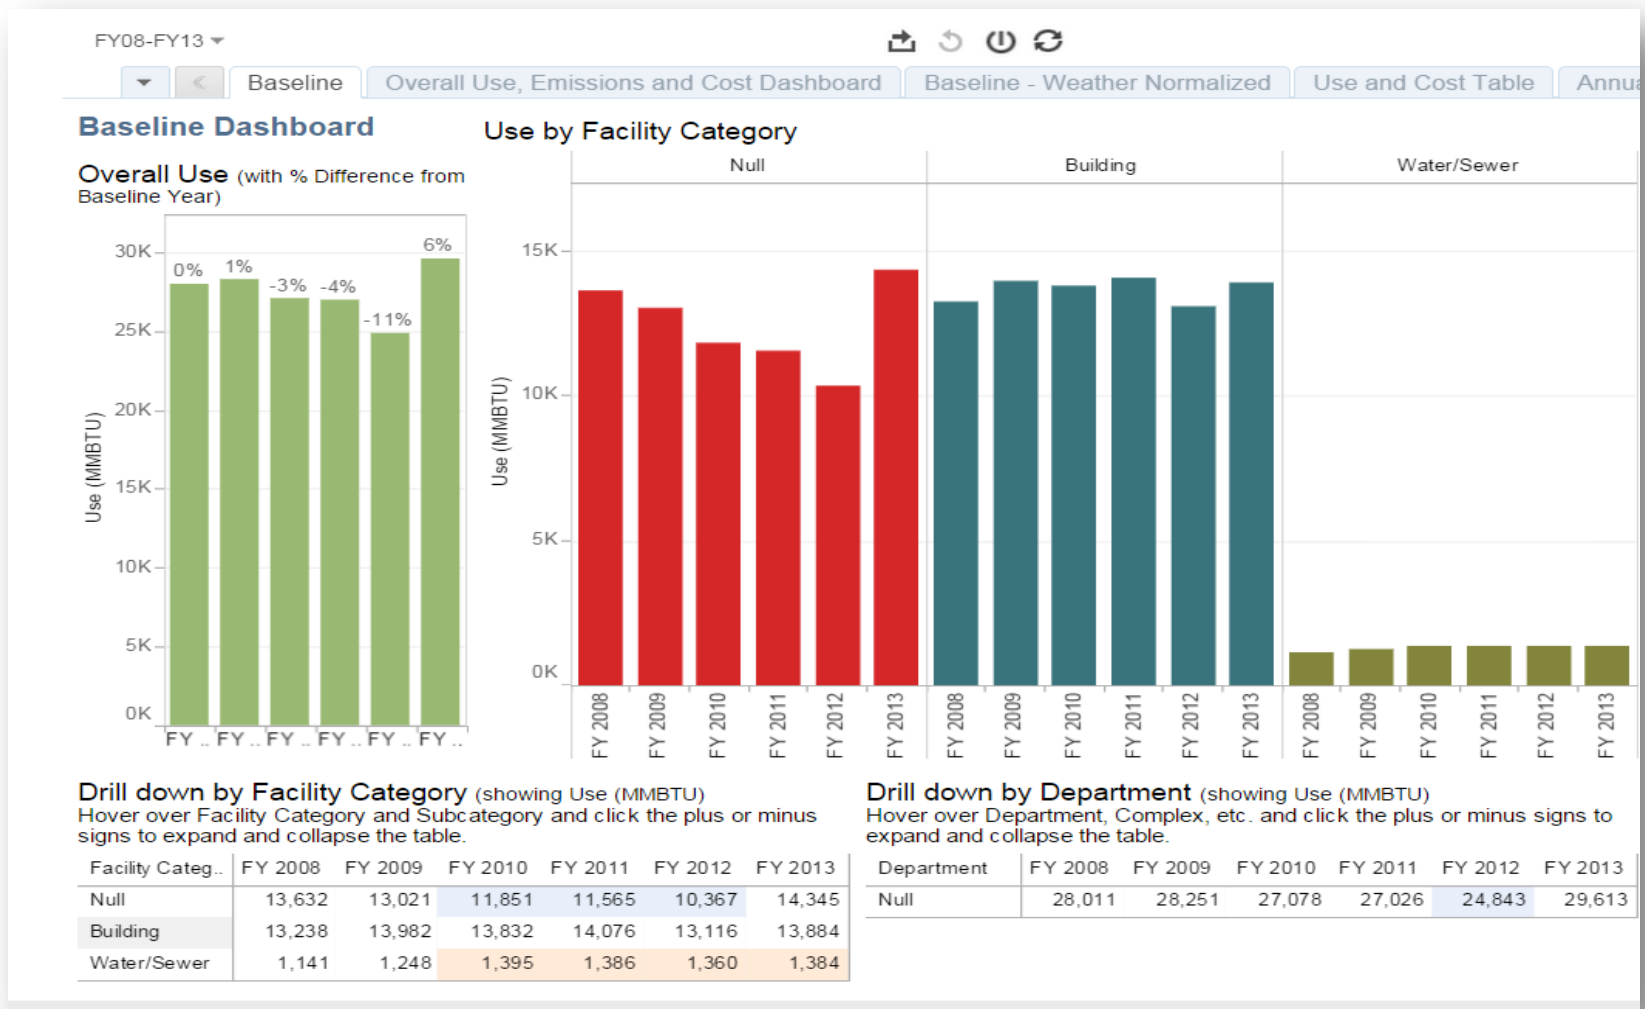 FY08-FY13
Baseline
Overall Use, Emissions and Cost Dashboard
Baseline - Weather Normalized
Use and Cost Table
Baseline Dashboard
Overall Use (with % Difference from
Baseline Year)
Use (MMBTU)
30K
25K
20K
15K
10K
5K
0K
0% 1% -3% -4% -11% 6%
FY .. FY .. FY .. FY .. FY .. FY ..
Use by Facility Category
Null Building Water/Sewer
Use (MMBTU)
15K
10K
5K
0K
FY 2008 FY 2009 FY 2010 FY 2011 FY 2012 FY 2013 FY 2008 FY 2009 FY 2010 FY 2011 FY 2012 FY 2013 FY 2008 FY 2009 FY 2010 FY 2011 FY 2012 FY 2013
Drill down by Facility Category (showing Use (MMBTU)
Hover over Facility Category and Subcategory and click the plus or minus
signs to expand and collapse the table.
Facility Categ.. FY 2008 FY 2009 FY 2010 FY 2011 FY 2012 FY 2013
Null 13,632 13,021 11,851 11,565 10,367 14,345
Building 13,238 13,982 13,832 14,076 13,116 13,884
Water/Sewer 1,141 1,248 1,395 1,386 1,360 1,384
Drill down by Department (showing Use (MMBTU)
Hover over Department, Complex, etc. and click the plus or minus signs to
expand and collapse the table.
Department FY 2008 FY 2009 FY 2010 FY 2011 FY 2012 FY 2013
Null 28,011 28,251 27,078 27,026 24,843 29,613